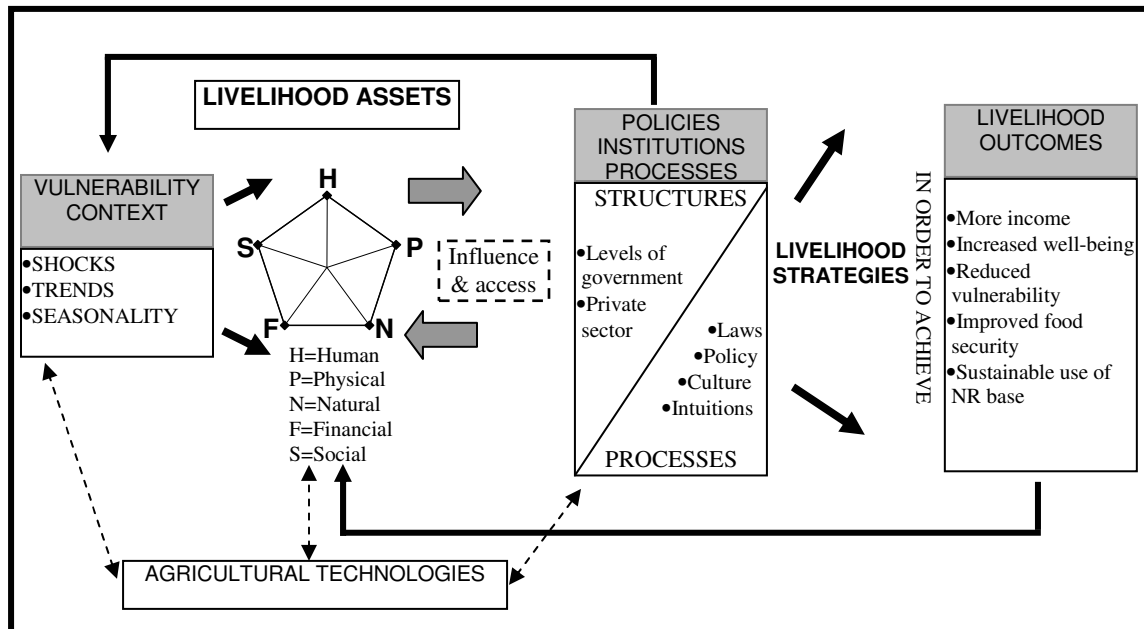 LIVELIHOOD ASSETS
VULNERABILITY
CONTEXT
•SHOCKS
•TRENDS
•SEASONALITY
H
S
P
F
N
H=Human
P=Physical
N=Natural
F=Financial
S=Social
Influence
& access
POLICIES
INSTITUTIONS
PROCESSES
STRUCTURES
•Levels of
government
•Private
sector
•Laws
•Policy
•Culture
•Intuitions
PROCESSES
LIVELIHOOD
STRATEGIES
IN ORDER TO ACHIEVE
LIVELIHOOD
OUTCOMES
•More income
•Increased well-being
•Reduced
vulnerability
•Improved food
security
•Sustainable use of
NR base
AGRICULTURAL TECHNOLOGIES